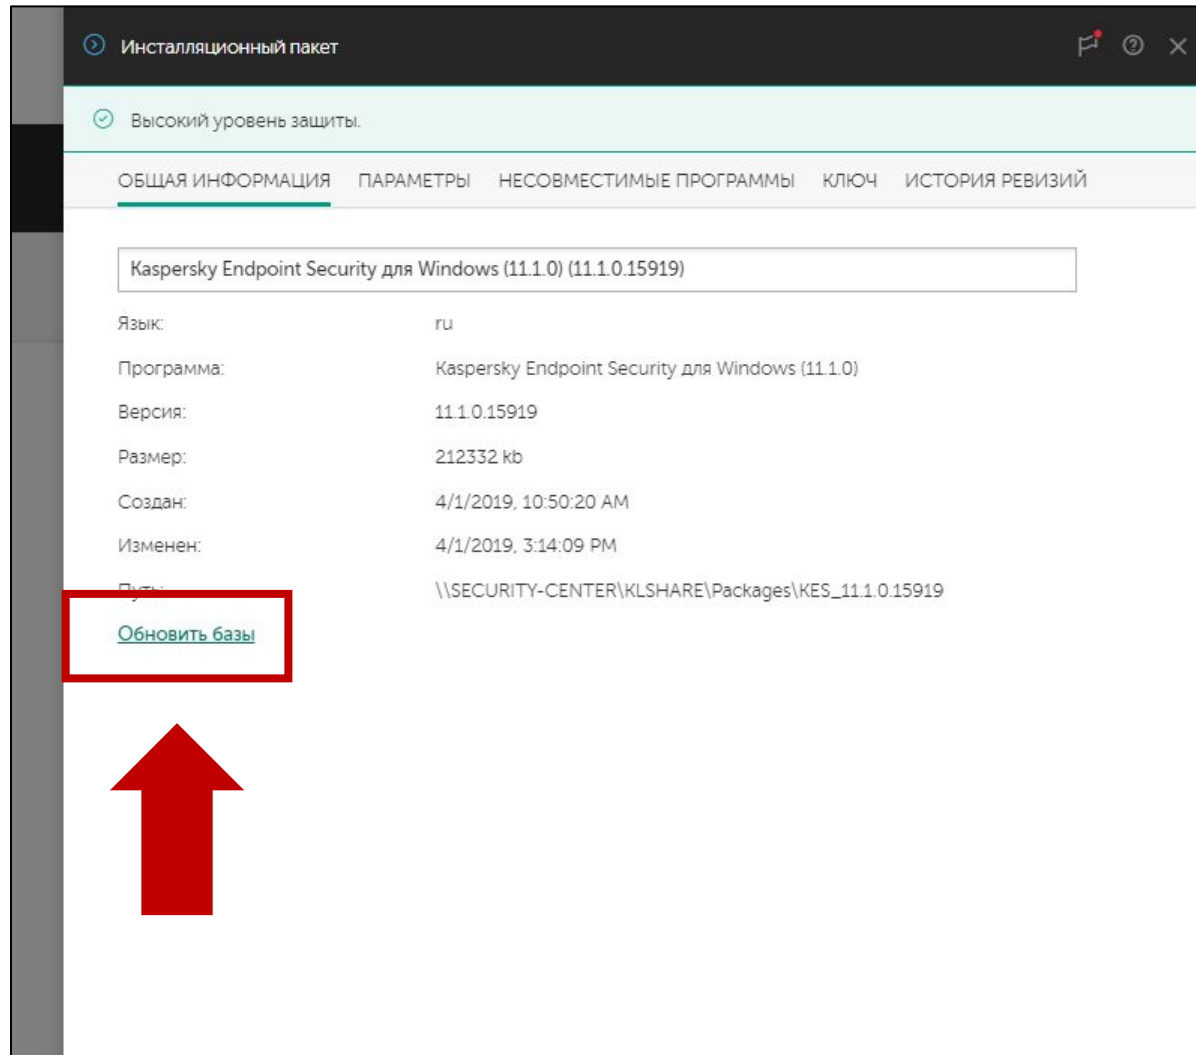 Инсталляционный пакет
Высокий уровень защиты.
ОБЩАЯ ИНФОРМАЦИЯ ПАРАМЕТРЫ НЕСОВМЕСТИМЫЕ ПРОГРАММЫ КЛЮЧ ИСТОРИЯ РЕВИЗИЙ
Kaspersky Endpoint Security для Windows (11.1.0) (11.1.0.15919)
Язык: ru
Программа: Kaspersky Endpoint Security для Windows (11.1.0)
Версия: 11.1.0.15919
Размер: 212332 kb
Создан: 4/1/2019, 10:50:20 AM
Изменен: 4/1/2019, 3:14:09 PM
Путь: \\SECURITY-CENTER\KLSHARE\Packages\KES_11.1.0.15919
Обновить базы